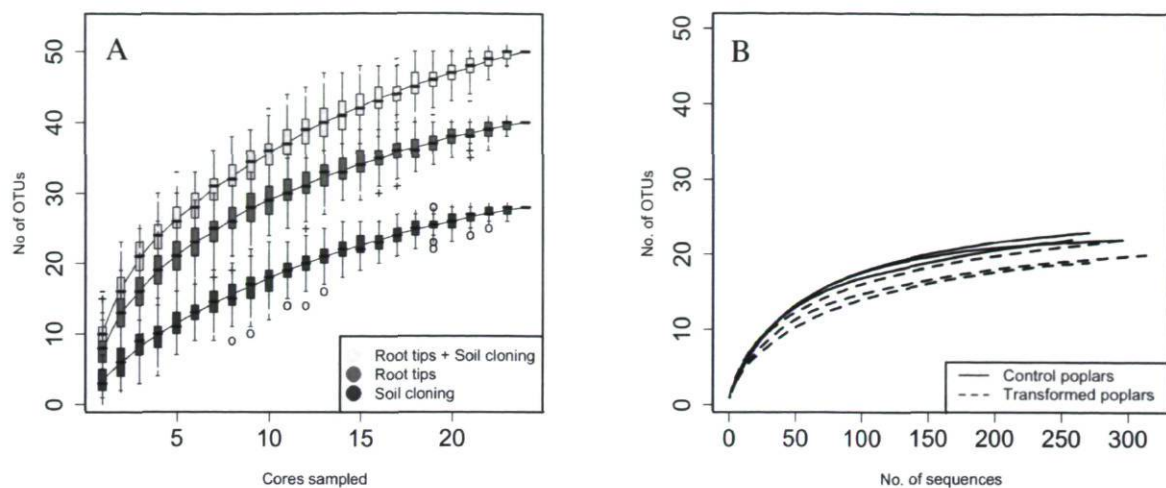 A
No of OTUs
50
40
30
20
10
0
5 10 15 20
Cores sampled
Root tips + Soil cloning
Root tips
Soil cloning
B
No. of OTUs
50
40
30
20
10
0
0 50 100 150 200 250 300
No. of sequences
Control poplars
Transformed poplars